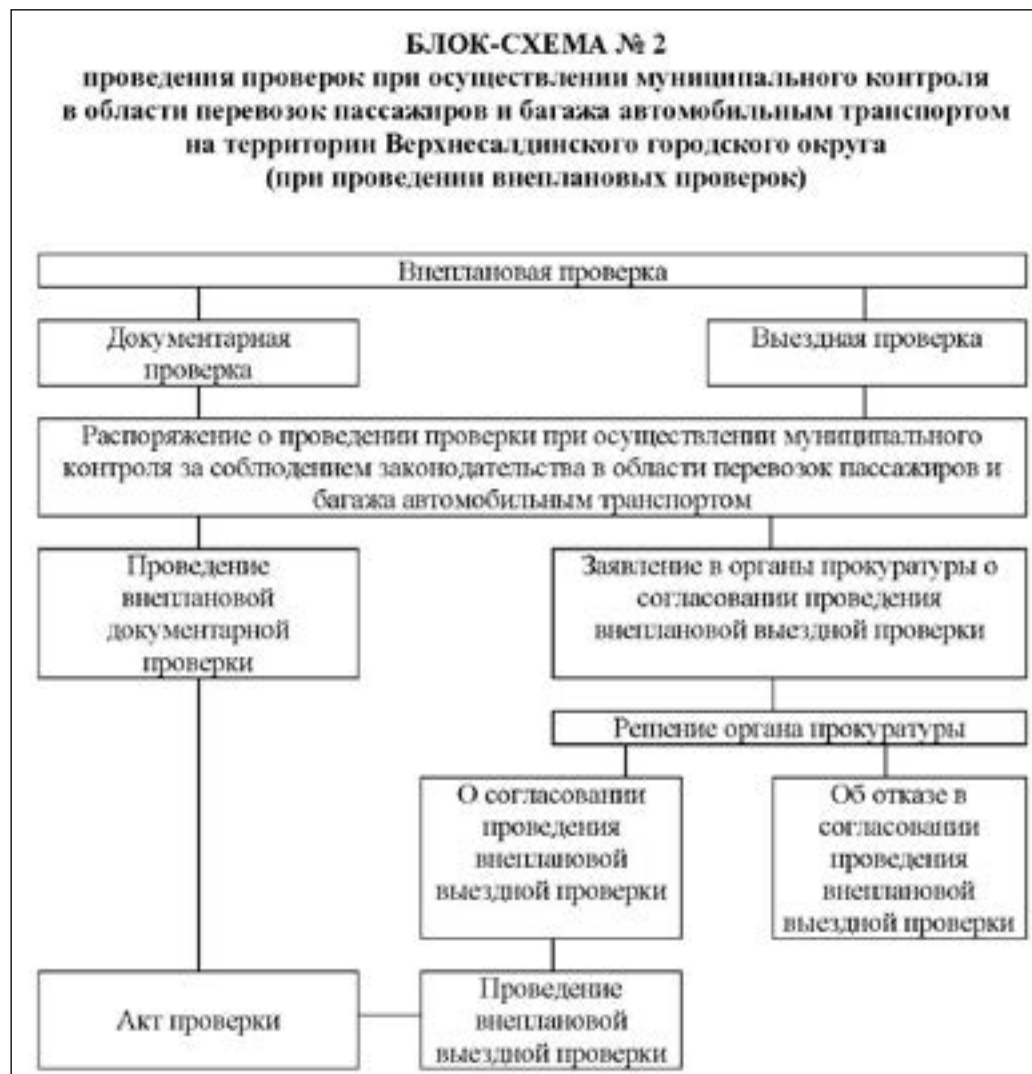 БЛОК-СХЕМА № 2
проведения проверок при осуществлении муниципального контроля
в области перевозок пассажиров и багажа автомобильным транспортом
на территории Верхнесалдинского городского округа
(при проведении внеплановых проверок)
Внеплановая проверка
Документарная
проверка
Выездная проверка
Распоряжение о проведении проверки при осуществлении муниципального
контроля за соблюдением законодательства в области перевозок пассажиров и
багажа автомобильным транспортом
Проведение
внеплановой
документарной
проверки
Заявление в органы прокуратуры о
согласовании проведения
внеплановой выездной проверки
Решение органа прокуратуры
О согласовании
проведения
внеплановой
выездной проверки
Об отказе в
согласовании
проведения
внеплановой
выездной проверки
Акт проверки
Проведение
внеплановой
выездной проверки